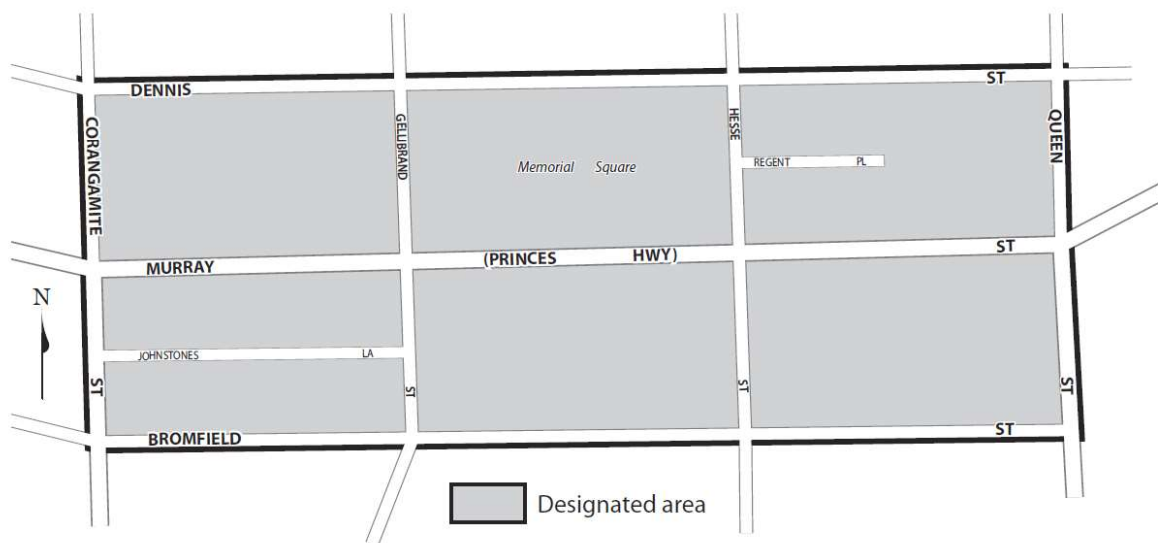 DENNIS ST
CORANGAMITE ST
GELLIBRAND ST
HESSE ST
QUEEN ST
Memorial Square
REGENT PL
MURRAY (PRINCES HWY) ST
N
JOHNSTONES LA
BROMFIELD ST
Designated area